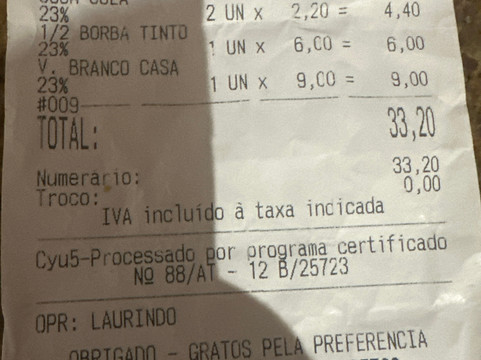 COLA
23% 2 UN x 2,20 = 4,40
1/2 BORBA TINTO
23% 1 UN x 6,00 = 6,00
V. BRANCO CASA
23% 1 UN x 9,00 = 9,00
#009
TOTAL: 33,20
Numerario: 33,20
Troco: 0,00
IVA incluído à taxa incicada
Cyu5-Processado por programa certificado
Nº 88/AT - 12 B/25723
OPR: LAURINDO
OBRIGADO - GRATOS PELA PREFERENCIA